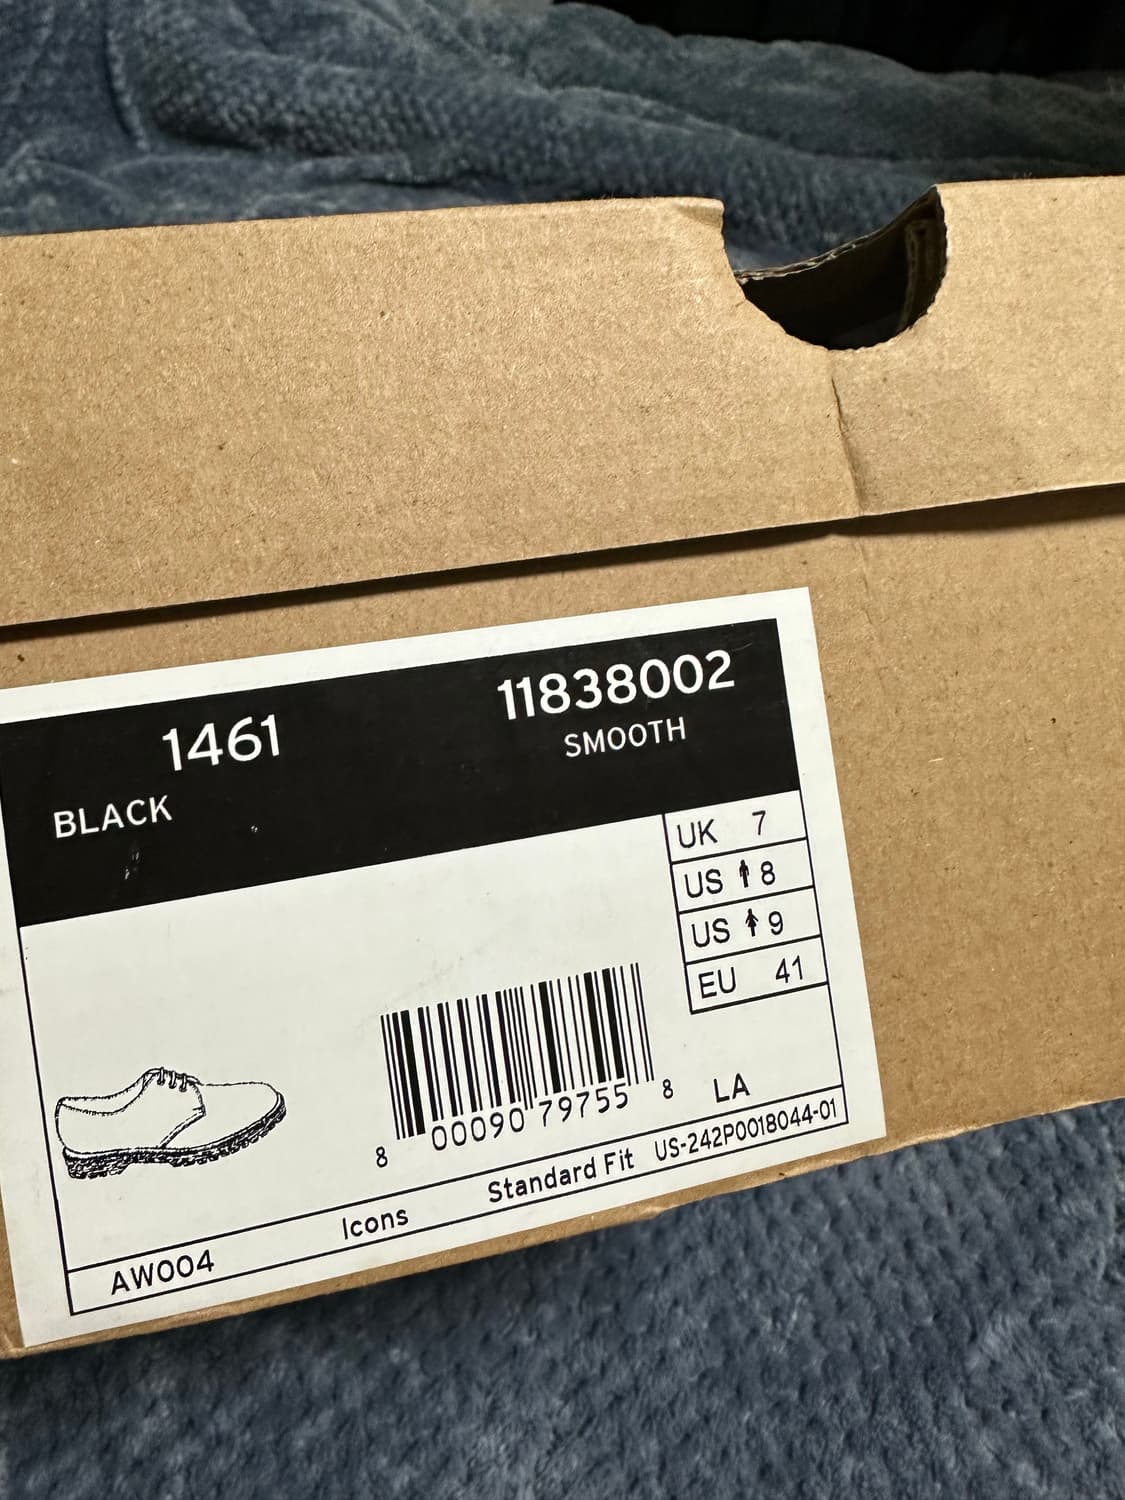 1461
11838002
BLACK
SMOOTH
UK 7
US 8
US 9
EU 41
8 00090 79755 8
LA
AW004 Icons Standard Fit US-242P0018044-01